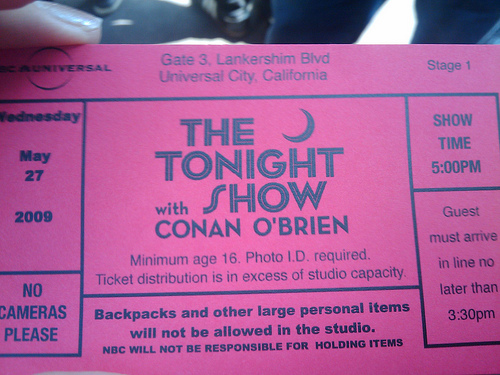 UNIVERSAL
Gate 3, Lankershim Blvd
Universal City, California
Stage 1
Wednesday
May
27
2009
NO
CAMERAS
PLEASE
THE
TONIGHT
SHOW
with
CONAN O'BRIEN
Minimum age 16. Photo I.D. required.
Ticket distribution is in excess of studio capacity.
Backpacks and other large personal items
will not be allowed in the studio.
NBC WILL NOT BE RESPONSIBLE FOR HOLDING ITEMS
SHOW
TIME
5:00PM
Guest
must arrive
in line no
later than
3:30pm